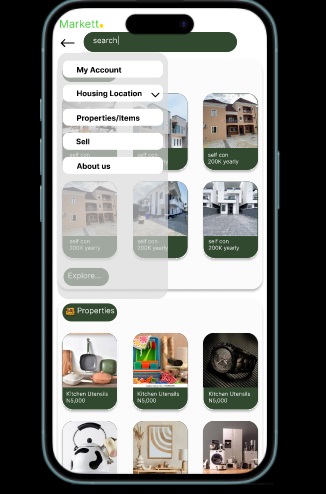 Markett.
search
My Account
Housing Location
Properties/Items
Sell
About us
self con
200K yearly
self con
200K yearly
self con
200K yearly
self con
200K yearly
Explore...
Properties
Kitchen Utensils
N5,000
Kitchen Utensils
N5,000
Kitchen Utensils
N5,000